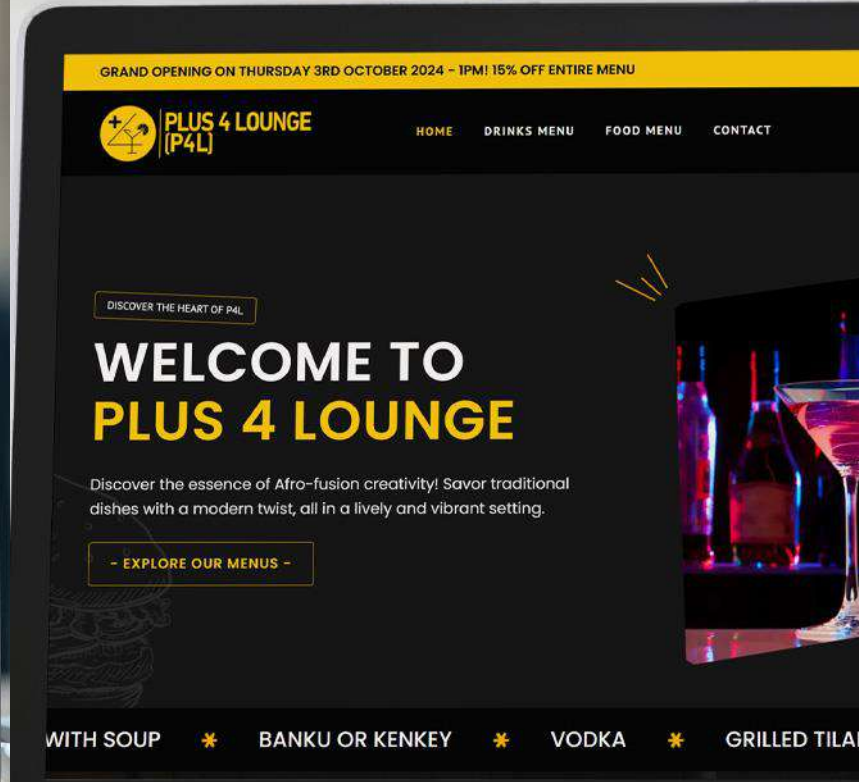 GRAND OPENING ON THURSDAY 3RD OCTOBER 2024 - 1PM! 15% OFF ENTIRE MENU
PLUS 4 LOUNGE
(P4L)
HOME DRINKS MENU FOOD MENU CONTACT
DISCOVER THE HEART OF P4L
WELCOME TO
PLUS 4 LOUNGE
Discover the essence of Afro-fusion creativity! Savor traditional
dishes with a modern twist, all in a lively and vibrant setting.
- EXPLORE OUR MENUS -
WITH SOUP * BANKU OR KENKEY * VODKA * GRILLED